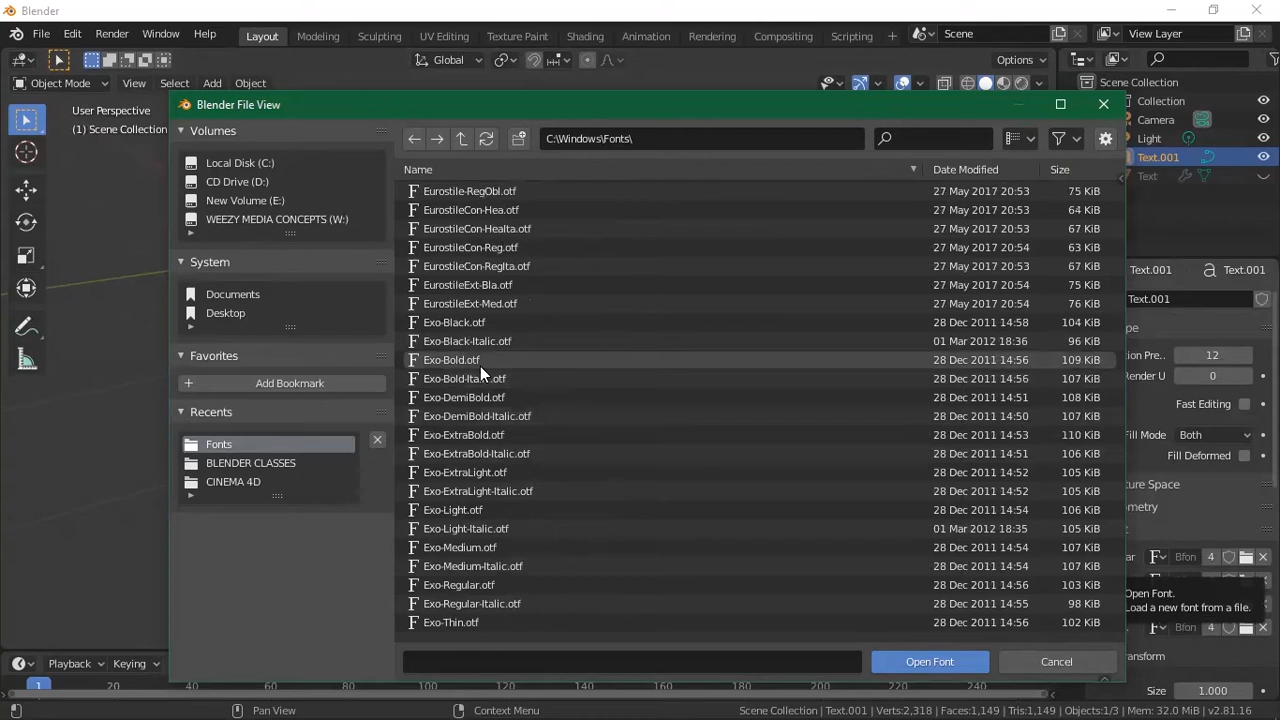 Blender
File Edit Render Window Help Layout Modeling Sculpting UV Editing Texture Paint Shading Animation Rendering Compositing Scripting Scene View Layer
Global Options
Object Mode View Select Add Object Scene Collection
User Perspective
(1) Scene Collection
Collection
Camera
Light
Text.001
Text
Blender File View
Volumes
Local Disk (C:)
CD Drive (D:)
New Volume (E:)
WEEZY MEDIA CONCEPTS (W:)
System
Documents
Desktop
Favorites
Add Bookmark
Recents
Fonts
BLENDER CLASSES
CINEMA 4D
C:\Windows\Fonts\
Name Date Modified Size
Eurostile-RegObl.otf 27 May 2017 20:53 75 KiB
EurostileCon-Hea.otf 27 May 2017 20:53 64 KiB
EurostileCon-HeaIta.otf 27 May 2017 20:53 67 KiB
EurostileCon-Reg.otf 27 May 2017 20:54 63 KiB
EurostileCon-RegIta.otf 27 May 2017 20:53 67 KiB
EurostileExt-Bla.otf 27 May 2017 20:54 75 KiB
EurostileExt-Med.otf 27 May 2017 20:54 76 KiB
Exo-Black.otf 28 Dec 2011 14:58 104 KiB
Exo-Black-Italic.otf 01 Mar 2012 18:36 96 KiB
Exo-Bold.otf 28 Dec 2011 14:56 109 KiB
Exo-Bold-Italic.otf 28 Dec 2011 14:56 107 KiB
Exo-DemiBold.otf 28 Dec 2011 14:51 108 KiB
Exo-DemiBold-Italic.otf 28 Dec 2011 14:50 107 KiB
Exo-ExtraBold.otf 28 Dec 2011 14:53 110 KiB
Exo-ExtraBold-Italic.otf 28 Dec 2011 14:51 106 KiB
Exo-ExtraLight.otf 28 Dec 2011 14:52 105 KiB
Exo-ExtraLight-Italic.otf 28 Dec 2011 14:52 105 KiB
Exo-Light.otf 28 Dec 2011 14:54 106 KiB
Exo-Light-Italic.otf 01 Mar 2012 18:35 105 KiB
Exo-Medium.otf 28 Dec 2011 14:54 107 KiB
Exo-Medium-Italic.otf 28 Dec 2011 14:54 107 KiB
Exo-Regular.otf 28 Dec 2011 14:56 103 KiB
Exo-Regular-Italic.otf 28 Dec 2011 14:55 98 KiB
Exo-Thin.otf 28 Dec 2011 14:56 102 KiB
Open Font Cancel
Text.001 Text.001
Text.001
ype
ion Pre.. 12
Render U 0
Fast Editing
Fill Mode Both
Fill Deformed
ture Space
ometry
ar Bfon 4
Open Font.
Load a new font from a file.
Bfon 4
ansform
Size 1.000
Playback Keying
1 20 40 60 80 100 120 140 160 180 200 220 240
Pan View Context Menu Scene Collection | Text.001 | Verts:2,318 | Faces:1,149 | Tris:1,149 | Objects:1/3 | Mem: 32.0 MiB | v2.81.16